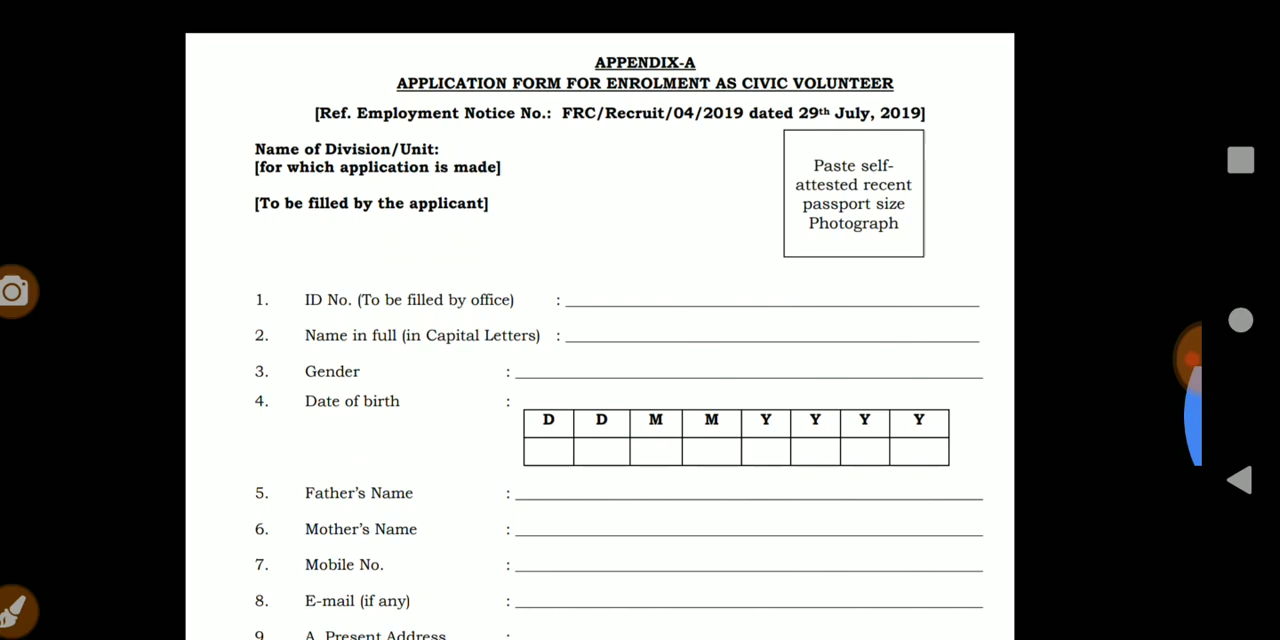 APPENDIX-A
APPLICATION FORM FOR ENROLMENT AS CIVIC VOLUNTEER
[Ref. Employment Notice No.: FRC/Recruit/04/2019 dated 29th July, 2019]
Name of Division/Unit:
[for which application is made]
[To be filled by the applicant]
Paste self-
attested recent
passport size
Photograph
1. ID No. (To be filled by office) :
2. Name in full (in Capital Letters) :
3. Gender :
4. Date of birth :
D D M M Y Y Y Y
5. Father's Name :
6. Mother's Name :
7. Mobile No. :
8. E-mail (if any) :
9. A. Present Address :